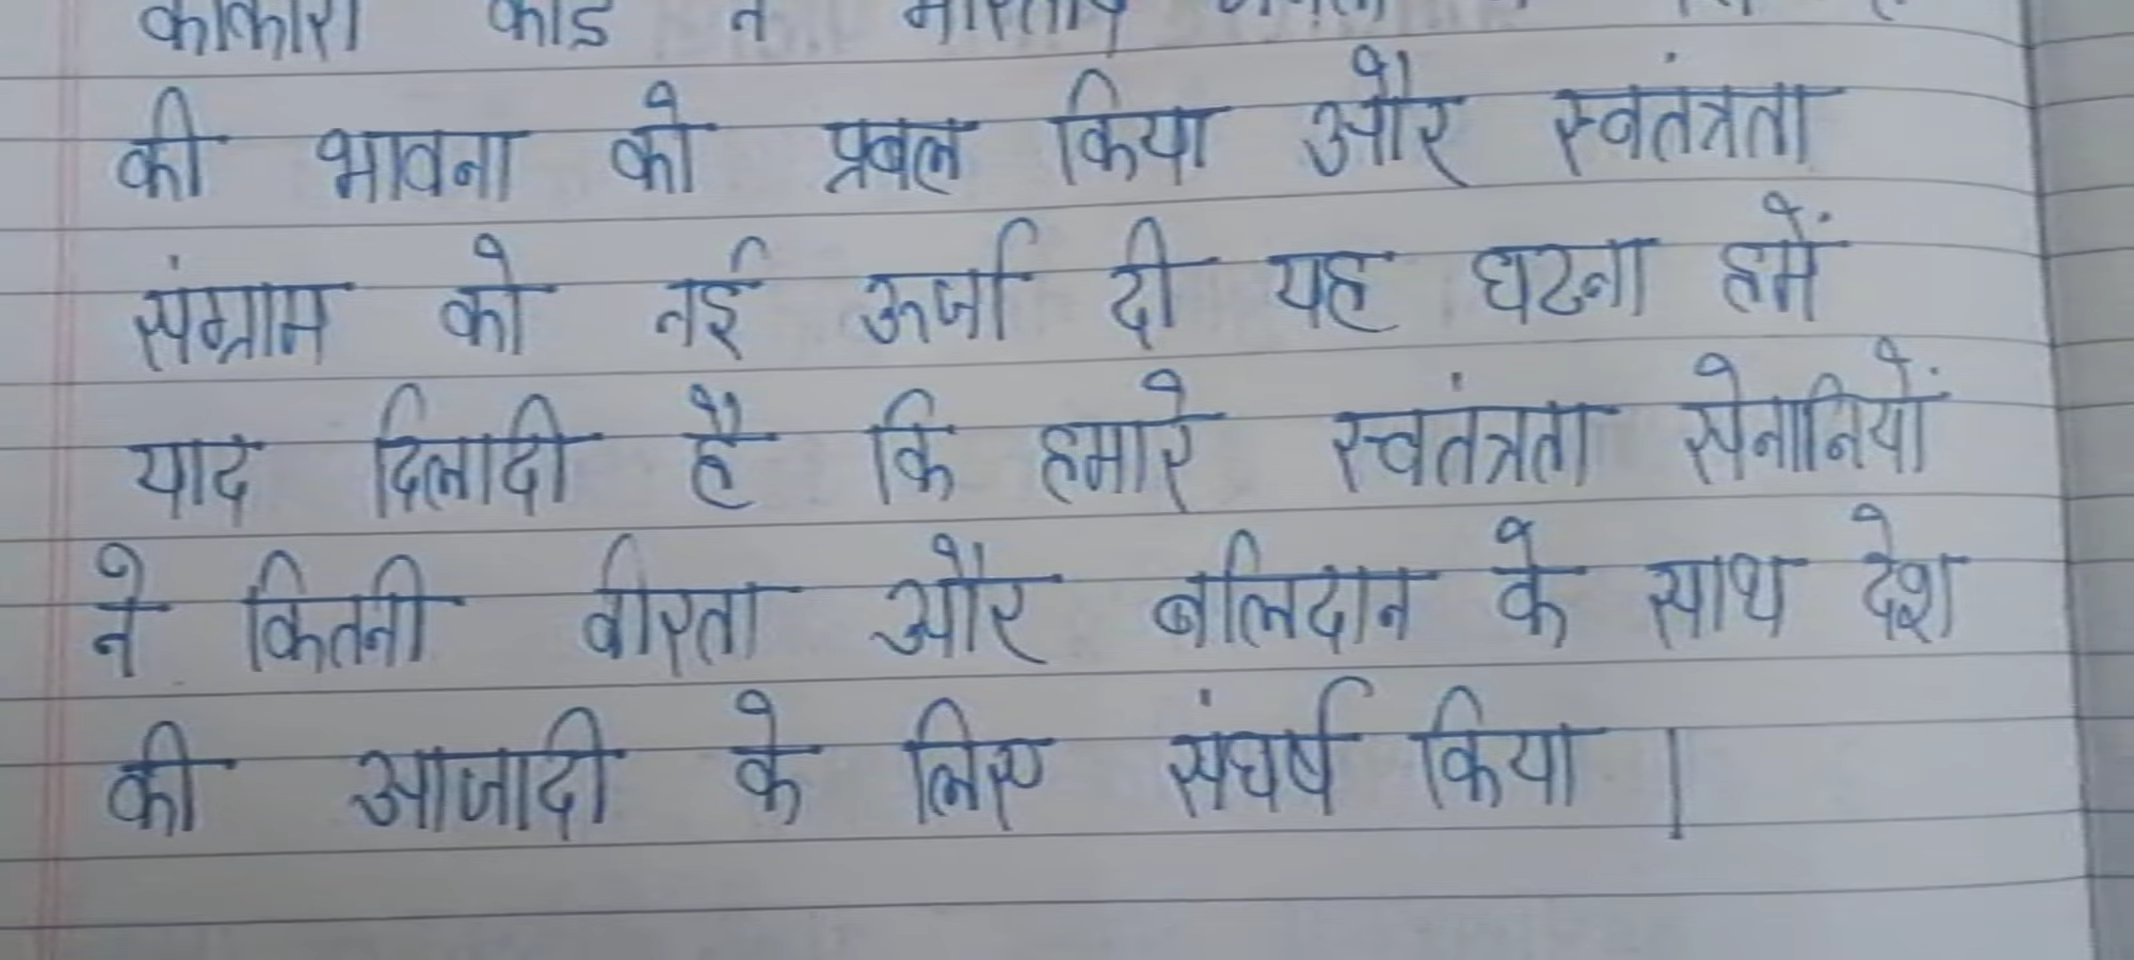 काकोरी कांड ने भारतीय
की भावना को प्रबल किया और स्वतंत्रता
संग्राम को नई ऊर्जा दी यह घटना हमें
याद दिलादी है कि हमारे स्वतंत्रता सेनानियों
ने कितनी वीरता और बलिदान के साथ देश
की आजादी के लिए संघर्ष किया |